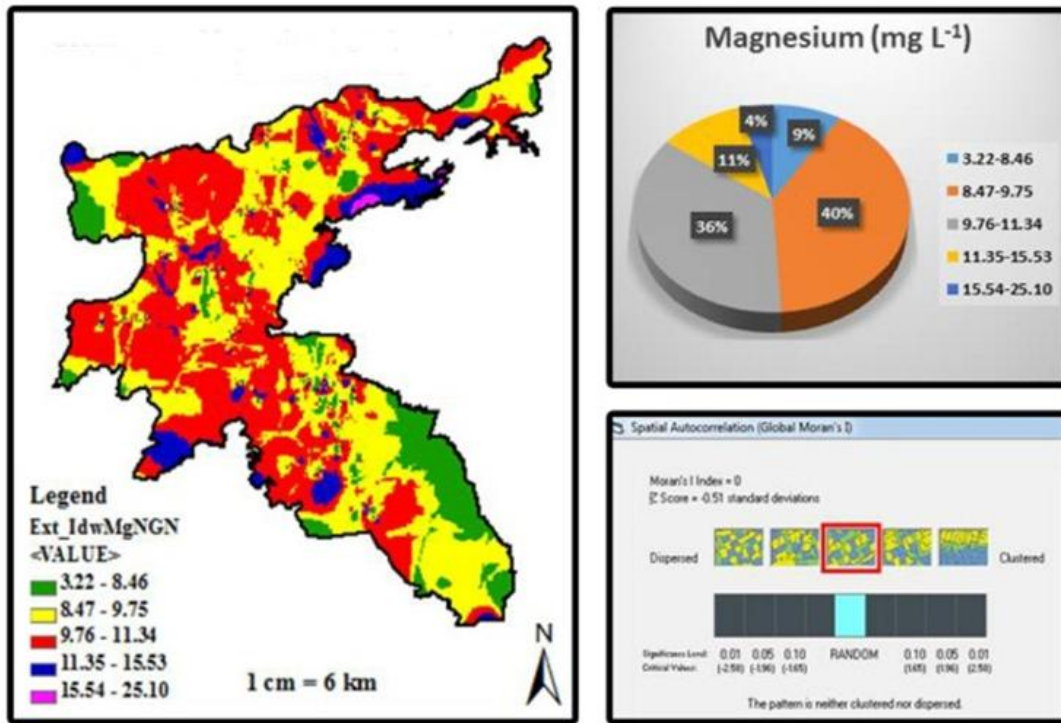 Legend
Ext_IdwMgNGN
<VALUE>
3.22 - 8.46
8.47 - 9.75
9.76 - 11.34
11.35 - 15.53
15.54 - 25.10
1 cm = 6 km
N
Magnesium (mg L-1)
4%
9%
11%
36%
40%
3.22-8.46
8.47-9.75
9.76-11.34
11.35-15.53
15.54-25.10
Spatial Autocorrelation (Global Moran's I)
Moran's I Index = 0
Z Score = -0.51 standard deviations
Dispersed
Clustered
Significance Level: 0.01 0.05 0.10 RANDOM 0.10 0.05 0.01
Critical Values: (-2.58) (-1.96) (-1.65) (1.65) (1.96) (2.58)
The pattern is neither clustered nor dispersed.